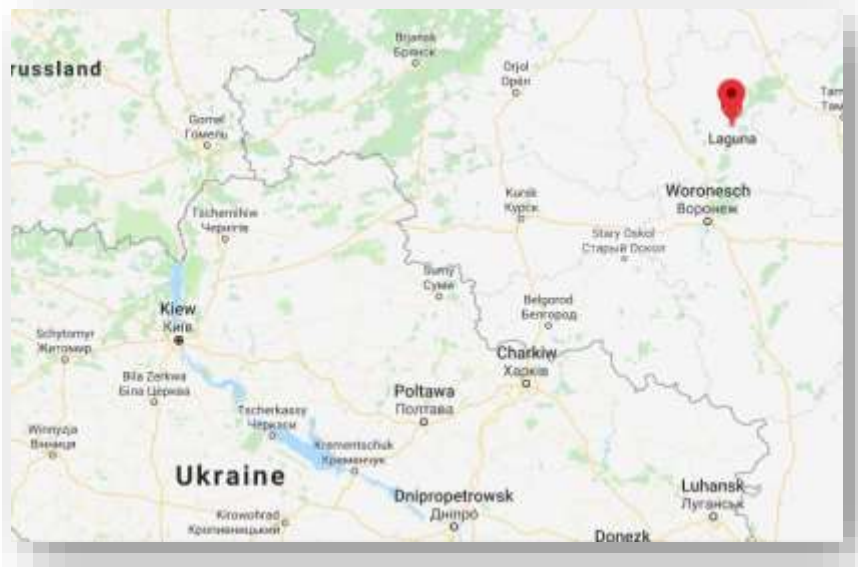 russland
Brjansk
Брянск
Orjol
Орёл
Gomel
Гомель
Laguna
Tschernihiw
Чернігів
Kursk
Курск
Woronesch
Воронеж
Stary Oskol
Старый Оскол
Sumy
Суми
Belgorod
Белгород
Kiew
Київ
Schytomyr
Житомир
Charkiw
Харків
Bila Zerkwa
Біла Церква
Poltawa
Полтава
Tscherkassy
Черкаси
Winnyzja
Вінниця
Krementschuk
Кременчук
Ukraine
Dnipropetrowsk
Дніпро
Luhansk
Луганськ
Kirowohrad
Кропивницький
Donezk